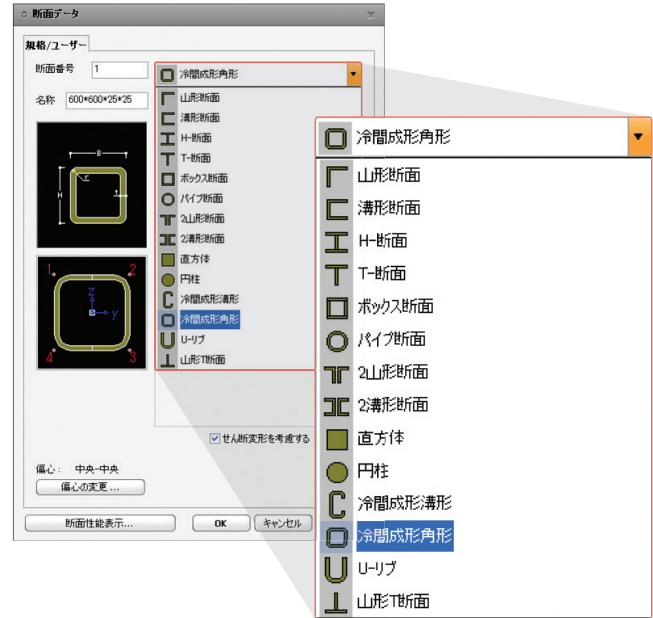 断面データ
規格/ユーザー
断面番号 1
名称 600*600*25*25
B
H
r
t
1 2
z
y
4 3
冷間成形角形
山形断面
溝形断面
H-断面
T-断面
ボックス断面
パイプ断面
2山形断面
2溝形断面
直方体
円柱
冷間成形溝形
冷間成形角形
U-リブ
山形T断面
せん断変形を考慮する
偏心： 中央-中央
偏心の変更 ...
断面性能表示...
OK
キャンセル
冷間成形角形
山形断面
溝形断面
H-断面
T-断面
ボックス断面
パイプ断面
2山形断面
2溝形断面
直方体
円柱
冷間成形溝形
冷間成形角形
U-リブ
山形T断面